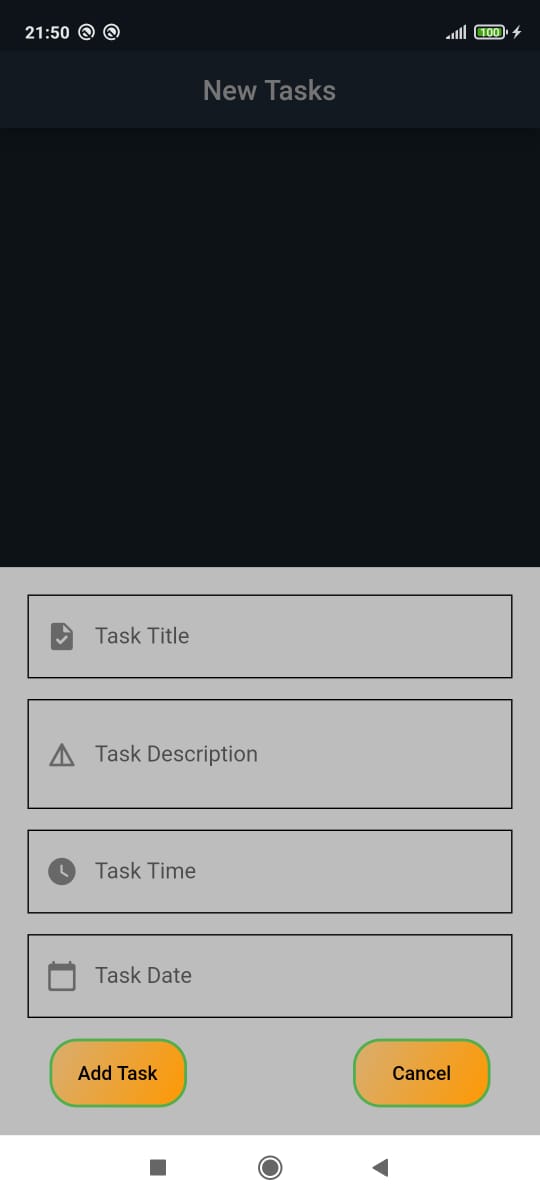 21:50
100
New Tasks
Task Title
Task Description
Task Time
Task Date
Add Task
Cancel